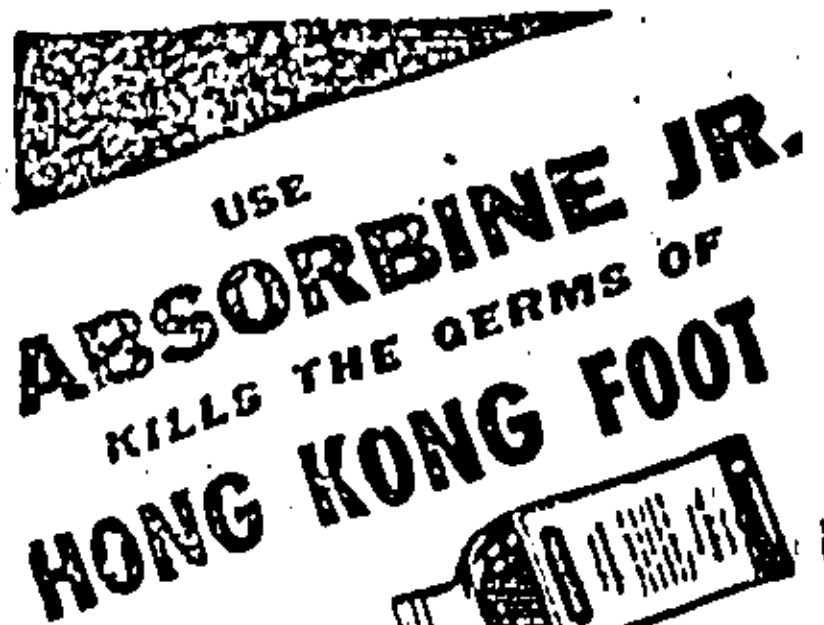 USE
ABSORBINE JR.
KILLS THE GERMS OF
HONG KONG FOOT